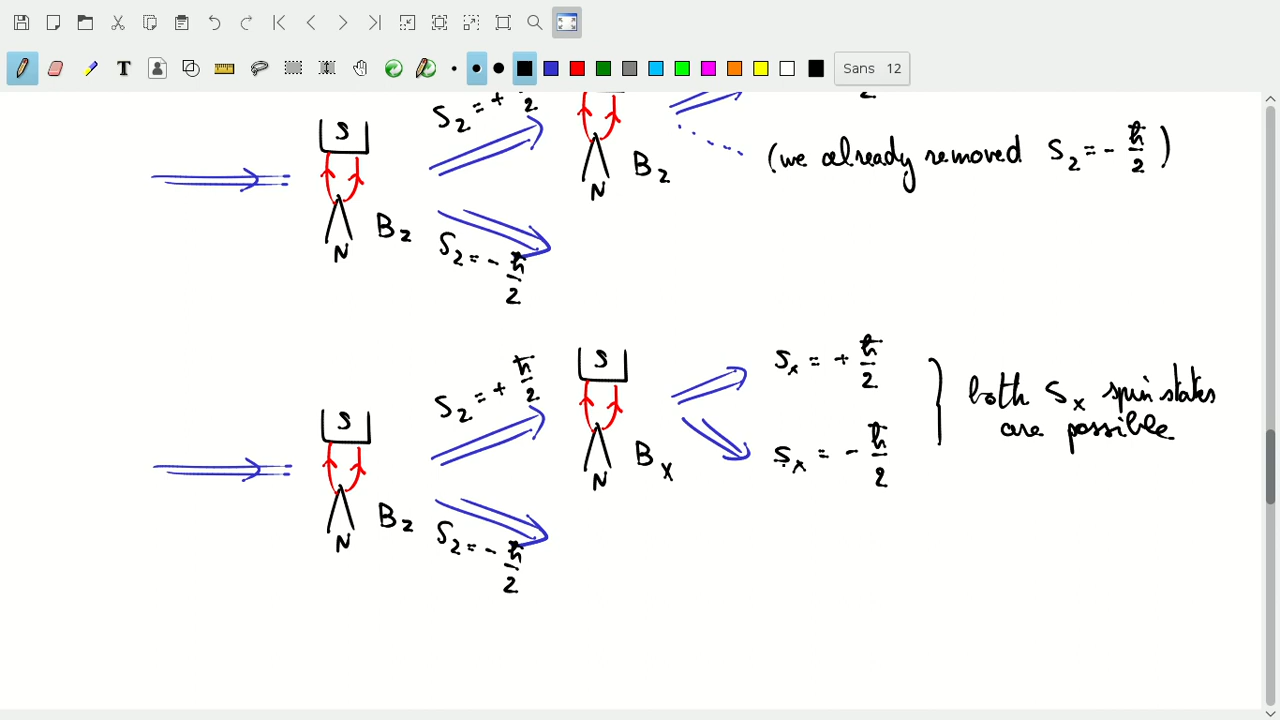 Sans 12
S_z = + ħ/2
S
(we already removed S_z = - ħ/2)
B_z
N
B_z
N
S_z = - ħ/2
S
S_x = + ħ/2
S_z = + ħ/2
both S_x spin states
are possible
S
S_x = - ħ/2
B_x
N
B_z
N
S_z = - ħ/2